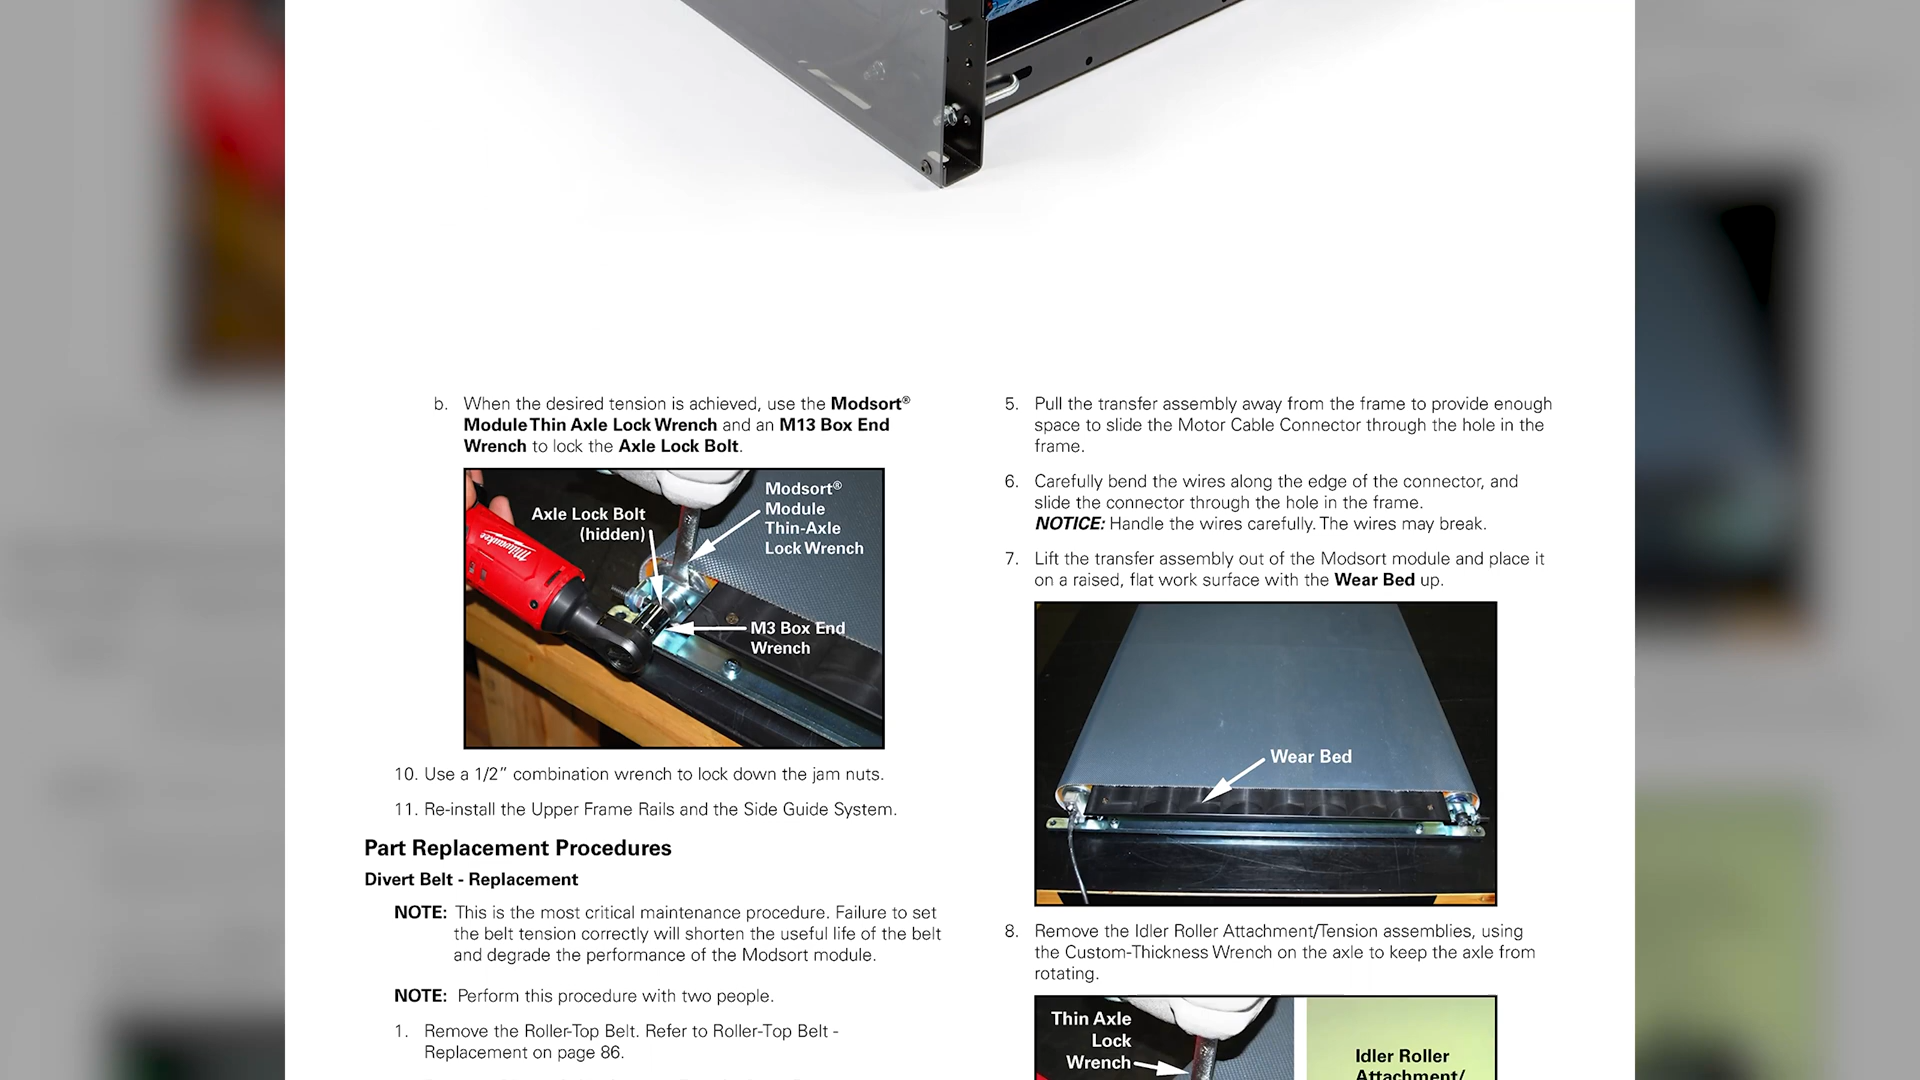 b. When the desired tension is achieved, use the Modsort®
Module Thin Axle Lock Wrench and an M13 Box End
Wrench to lock the Axle Lock Bolt.
Axle Lock Bolt
(hidden)
Modsort®
Module
Thin-Axle
Lock Wrench
Milwaukee
M3 Box End
Wrench
10. Use a 1/2” combination wrench to lock down the jam nuts.
11. Re-install the Upper Frame Rails and the Side Guide System.
Part Replacement Procedures
Divert Belt - Replacement
NOTE: This is the most critical maintenance procedure. Failure to set
the belt tension correctly will shorten the useful life of the belt
and degrade the performance of the Modsort module.
NOTE: Perform this procedure with two people.
1. Remove the Roller-Top Belt. Refer to Roller-Top Belt -
Replacement on page 86.
5. Pull the transfer assembly away from the frame to provide enough
space to slide the Motor Cable Connector through the hole in the
frame.
6. Carefully bend the wires along the edge of the connector, and
slide the connector through the hole in the frame.
NOTICE: Handle the wires carefully. The wires may break.
7. Lift the transfer assembly out of the Modsort module and place it
on a raised, flat work surface with the Wear Bed up.
Wear Bed
8. Remove the Idler Roller Attachment/Tension assemblies, using
the Custom-Thickness Wrench on the axle to keep the axle from
rotating.
Thin Axle
Lock
Wrench
Idler Roller
Attachment/